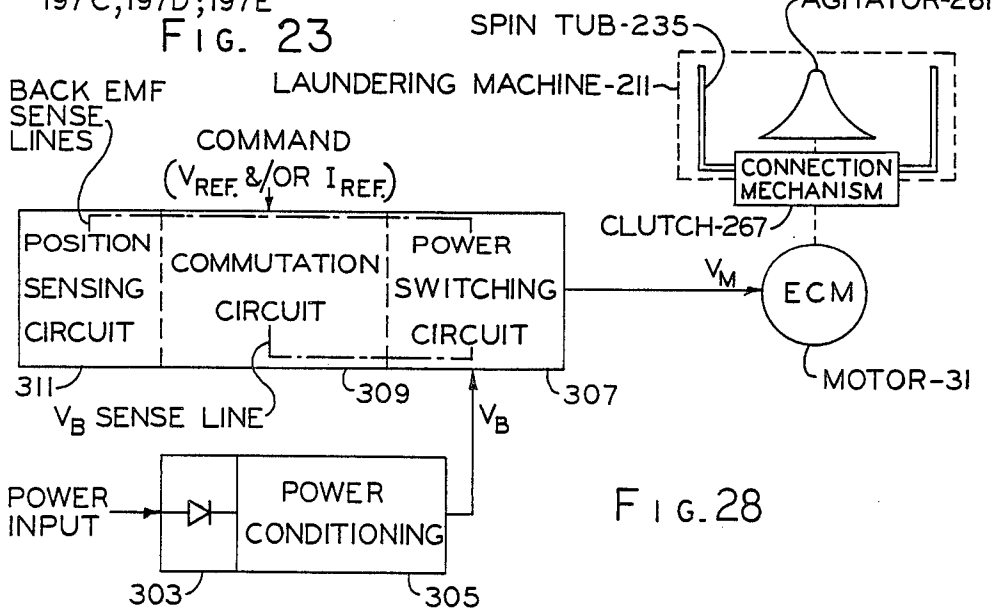 197C,197D;197E
FIG. 23
SPIN TUB-235
AGITATOR-261
LAUNDERING MACHINE-211
BACK EMF
SENSE
LINES
COMMAND
(VREF. &/OR IREF.)
CONNECTION
MECHANISM
CLUTCH-267
POSITION
SENSING
CIRCUIT
COMMUTATION
CIRCUIT
POWER
SWITCHING
CIRCUIT
VM
ECM
MOTOR-31
311
309
307
VB SENSE LINE
VB
POWER
INPUT
POWER
CONDITIONING
303
305
FIG. 28